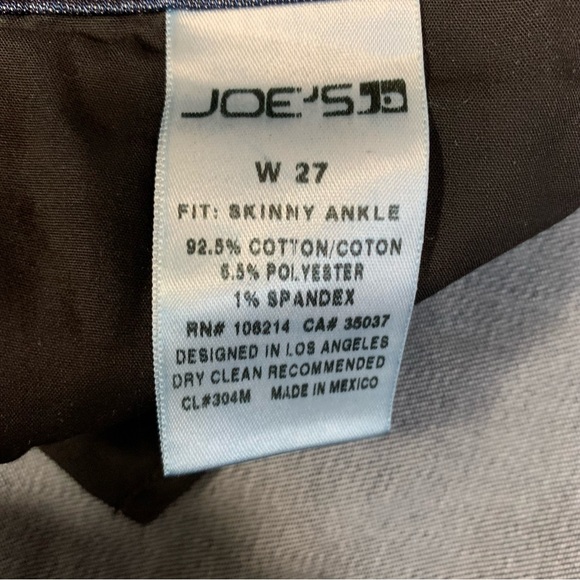 JOE'S
W 27
FIT: SKINNY ANKLE
92.5% COTTON/COTON
6.5% POLYESTER
1% SPANDEX
RN# 106214 CA# 35037
DESIGNED IN LOS ANGELES
DRY CLEAN RECOMMENDED
CL#304M MADE IN MEXICO